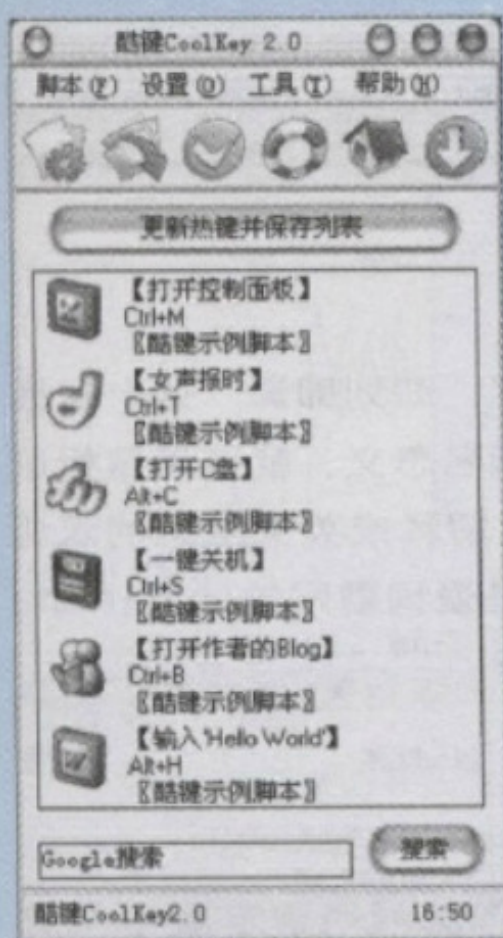 酷键CoolKey 2.0
脚本(F) 设置(O) 工具(T) 帮助(H)
更新热键并保存列表
【打开控制面板】
Ctrl+M
〖酷键示例脚本〗
【女声报时】
Ctrl+T
〖酷键示例脚本〗
【打开C盘】
Alt+C
〖酷键示例脚本〗
【一键关机】
Ctrl+S
〖酷键示例脚本〗
【打开作者的Blog】
Ctrl+B
〖酷键示例脚本〗
【输入'Hello World'】
Alt+H
〖酷键示例脚本〗
Google搜索 搜索
酷键CoolKey2.0 16:50